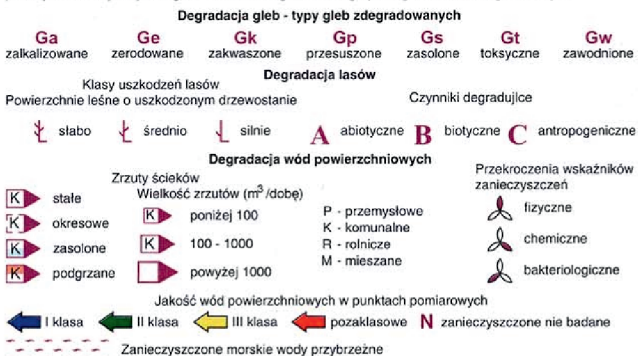 Degradacja gleb - typy gleb zdegradowanych
Ga Ge Gk Gp Gs Gt Gw
zalkalizowane zerodowane zakwaszone przesuszone zasolone toksyczne zawodnione
Degradacja lasów
Klasy uszkodzeń lasów
Powierzchnie leśne o uszkodzonym drzewostanie
Czynniki degradujlce
słabo średnio silnie A abiotyczne B biotyczne C antropogeniczne
Degradacja wód powierzchniowych
Zrzuty ścieków
Wielkość zrzutów (m³/dobę)
Przekroczenia wskaźników
zanieczyszczeń
K stałe
K okresowe
K zasolone
K podgrzane
K poniżej 100
K 100 - 1000
powyżej 1000
P - przemysłowe
K - komunalne
R - rolnicze
M - mieszane
fizyczne
chemiczne
bakteriologiczne
Jakość wód powierzchniowych w punktach pomiarowych
I klasa II klasa III klasa pozaklasowe N zanieczyszczone nie badane
Zanieczyszczone morskie wody przybrzeżne